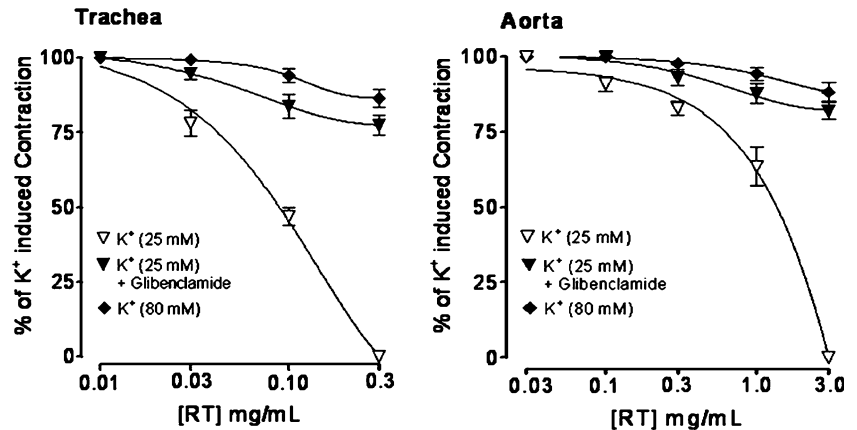 Trachea
% of K+ induced Contraction
100
75
50
25
0
▽ K+ (25 mM)
▼ K+ (25 mM)
+ Glibenclamide
◆ K+ (80 mM)
0.01 0.03 0.10 0.3
[RT] mg/mL
Aorta
% of K+ induced Contraction
100
75
50
25
0
▽ K+ (25 mM)
▼ K+ (25 mM)
+ Glibenclamide
◆ K+ (80 mM)
0.03 0.1 0.3 1.0 3.0
[RT] mg/mL